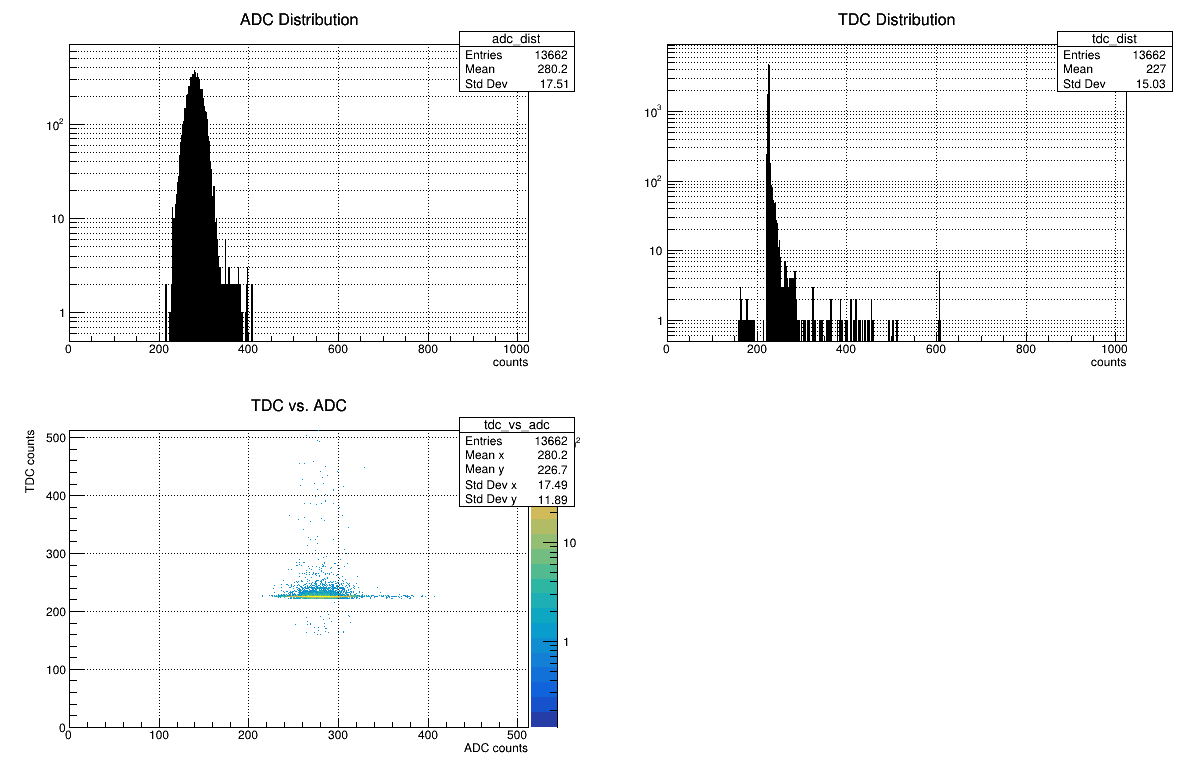 ADC Distribution
adc_dist
Entries 13662
Mean 280.2
Std Dev 17.51
10²
10
1
0 200 400 600 800 1000
counts
TDC Distribution
tdc_dist
Entries 13662
Mean 227
Std Dev 15.03
10³
10²
10
1
0 200 400 600 800 1000
counts
TDC vs. ADC
tdc_vs_adc
Entries 13662
Mean x 280.2
Mean y 226.7
Std Dev x 17.49
Std Dev y 11.89
TDC counts
500
400
300
200
100
0
0 100 200 300 400 500
ADC counts
2
10
1